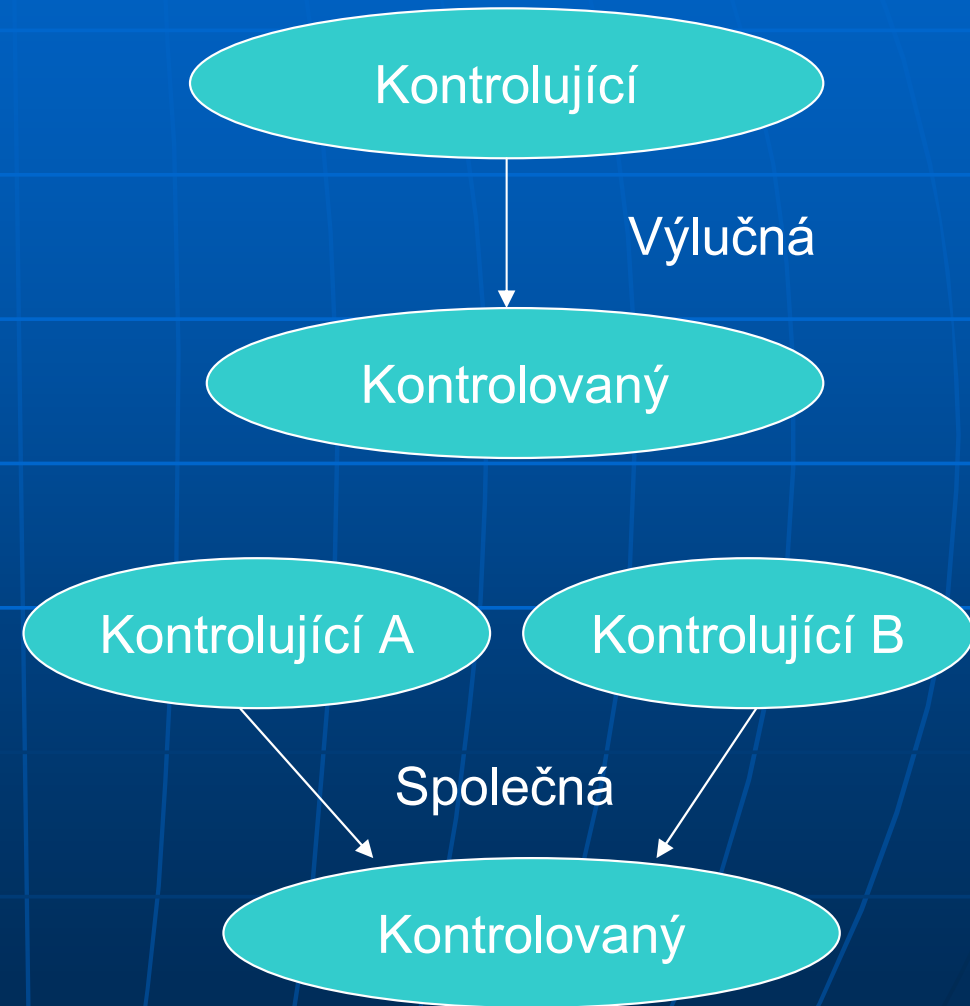 Kontrolující
Výlučná
Kontrolovaný
Kontrolující A
Kontrolující B
Společná
Kontrolovaný